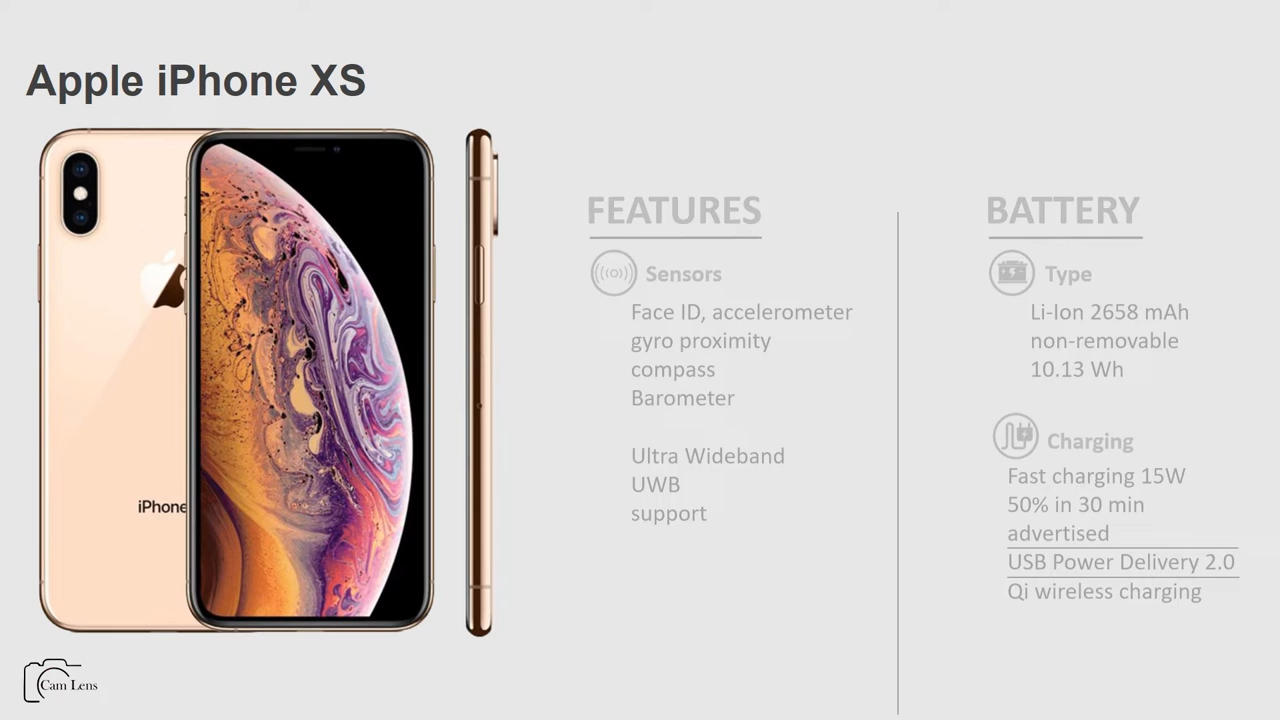 Apple iPhone XS
iPhone
FEATURES
Sensors
Face ID, accelerometer
gyro proximity
compass
Barometer
Ultra Wideband
UWB
support
BATTERY
Type
Li-Ion 2658 mAh
non-removable
10.13 Wh
Charging
Fast charging 15W
50% in 30 min
advertised
USB Power Delivery 2.0
Qi wireless charging
Cam Lens